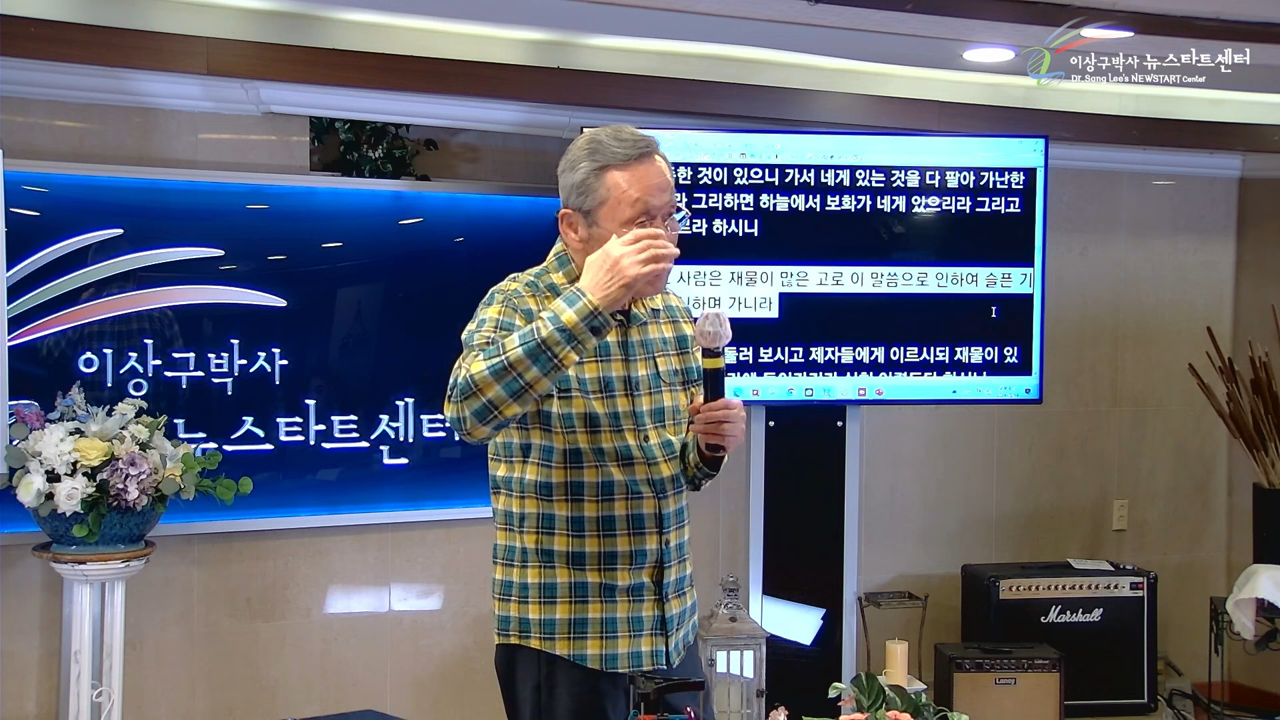 이상구박사 뉴스타트센터
Dr. Sang Lee's NEWSTART Center
한 것이 있으니 가서 네게 있는 것을 다 팔아 가난한
라 그리하면 하늘에서 보화가 네게 있으리라 그리고
르라 하시니
사람은 재물이 많은 고로 이 말씀으로 인하여 슬픈 기
하며 가니라
둘러 보시고 제자들에게 이르시되 재물이 있
이상구박사
뉴스타트센터
Marshall
Laney